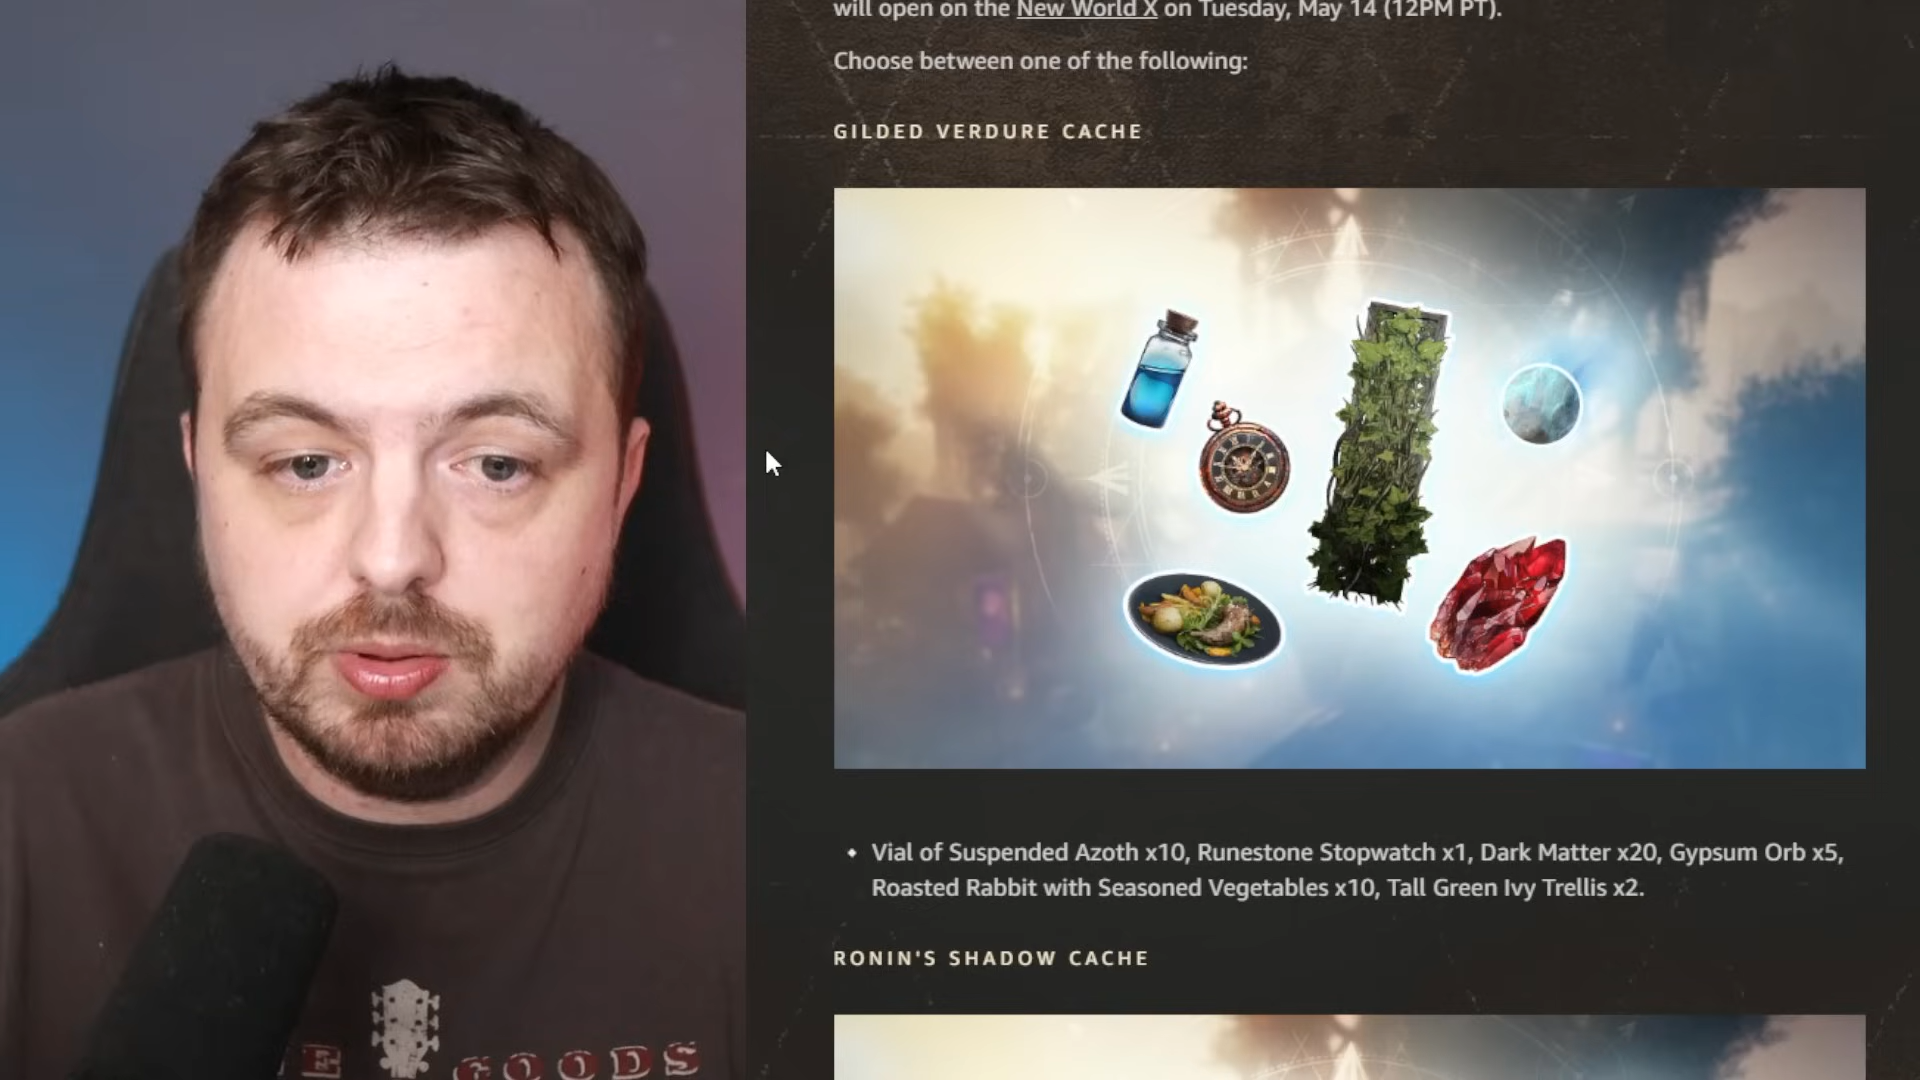 will open on the New World X on Tuesday, May 14 (12PM PT).
Choose between one of the following:
GILDED VERDURE CACHE
Vial of Suspended Azoth x10, Runestone Stopwatch x1, Dark Matter x20, Gypsum Orb x5,
Roasted Rabbit with Seasoned Vegetables x10, Tall Green Ivy Trellis x2.
RONIN'S SHADOW CACHE
GOODS